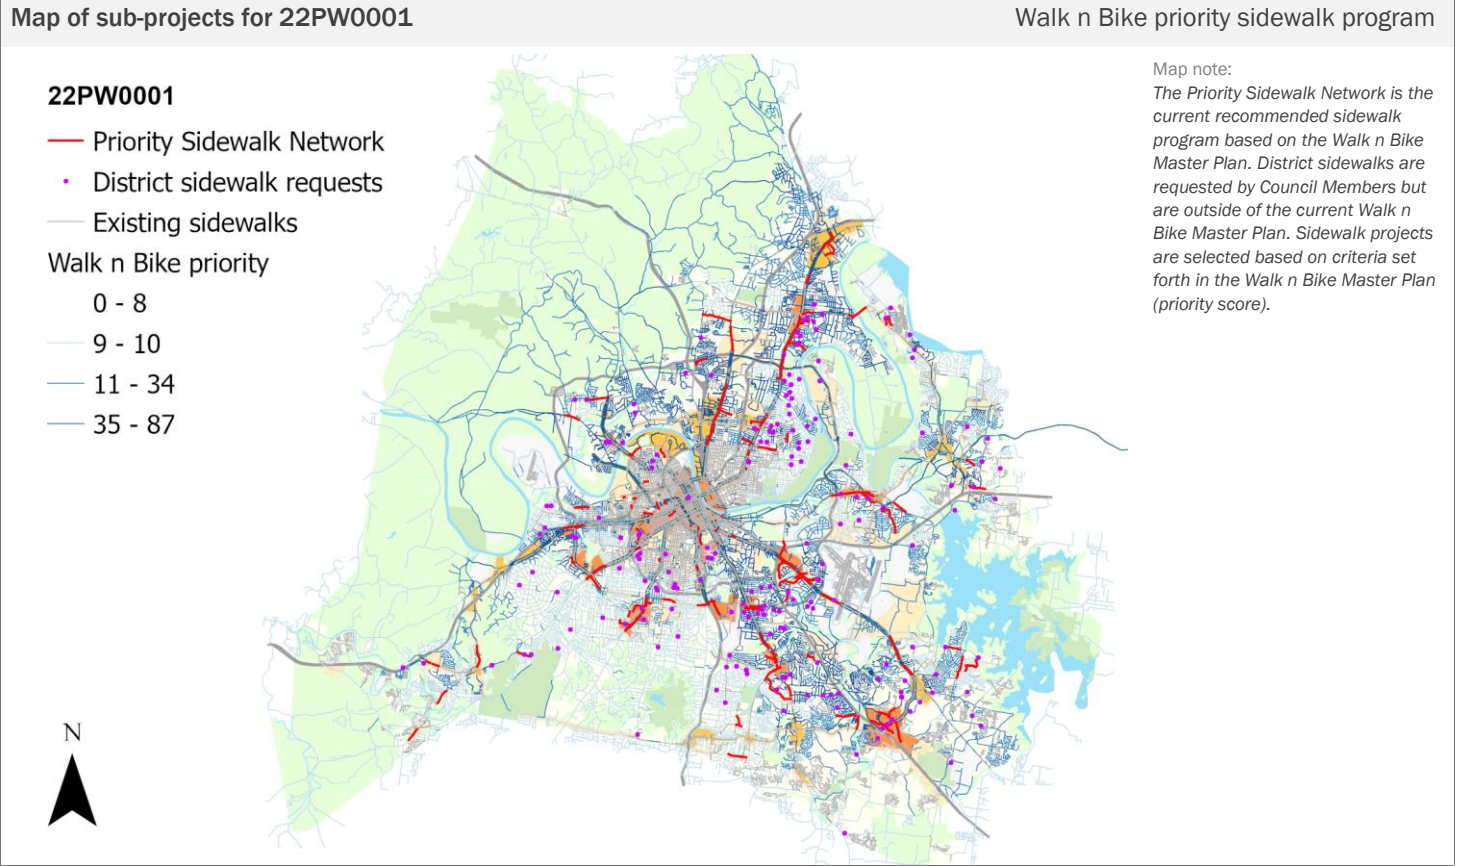 Map of sub-projects for 22PW0001
Walk n Bike priority sidewalk program
22PW0001
Priority Sidewalk Network
District sidewalk requests
Existing sidewalks
Walk n Bike priority
0 - 8
9 - 10
11 - 34
35 - 87
N
Map note:
The Priority Sidewalk Network is the
current recommended sidewalk
program based on the Walk n Bike
Master Plan. District sidewalks are
requested by Council Members but
are outside of the current Walk n
Bike Master Plan. Sidewalk projects
are selected based on criteria set
forth in the Walk n Bike Master Plan
(priority score).